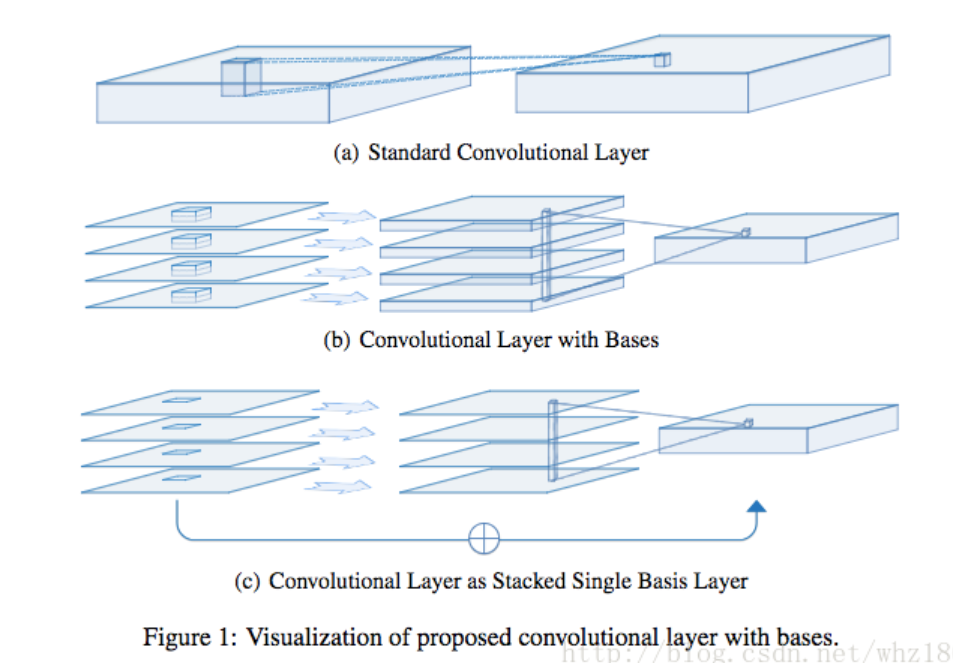 (a) Standard Convolutional Layer
(b) Convolutional Layer with Bases
(c) Convolutional Layer as Stacked Single Basis Layer
Figure 1: Visualization of proposed convolutional layer with bases.
http://blog.csdn.net/whz18